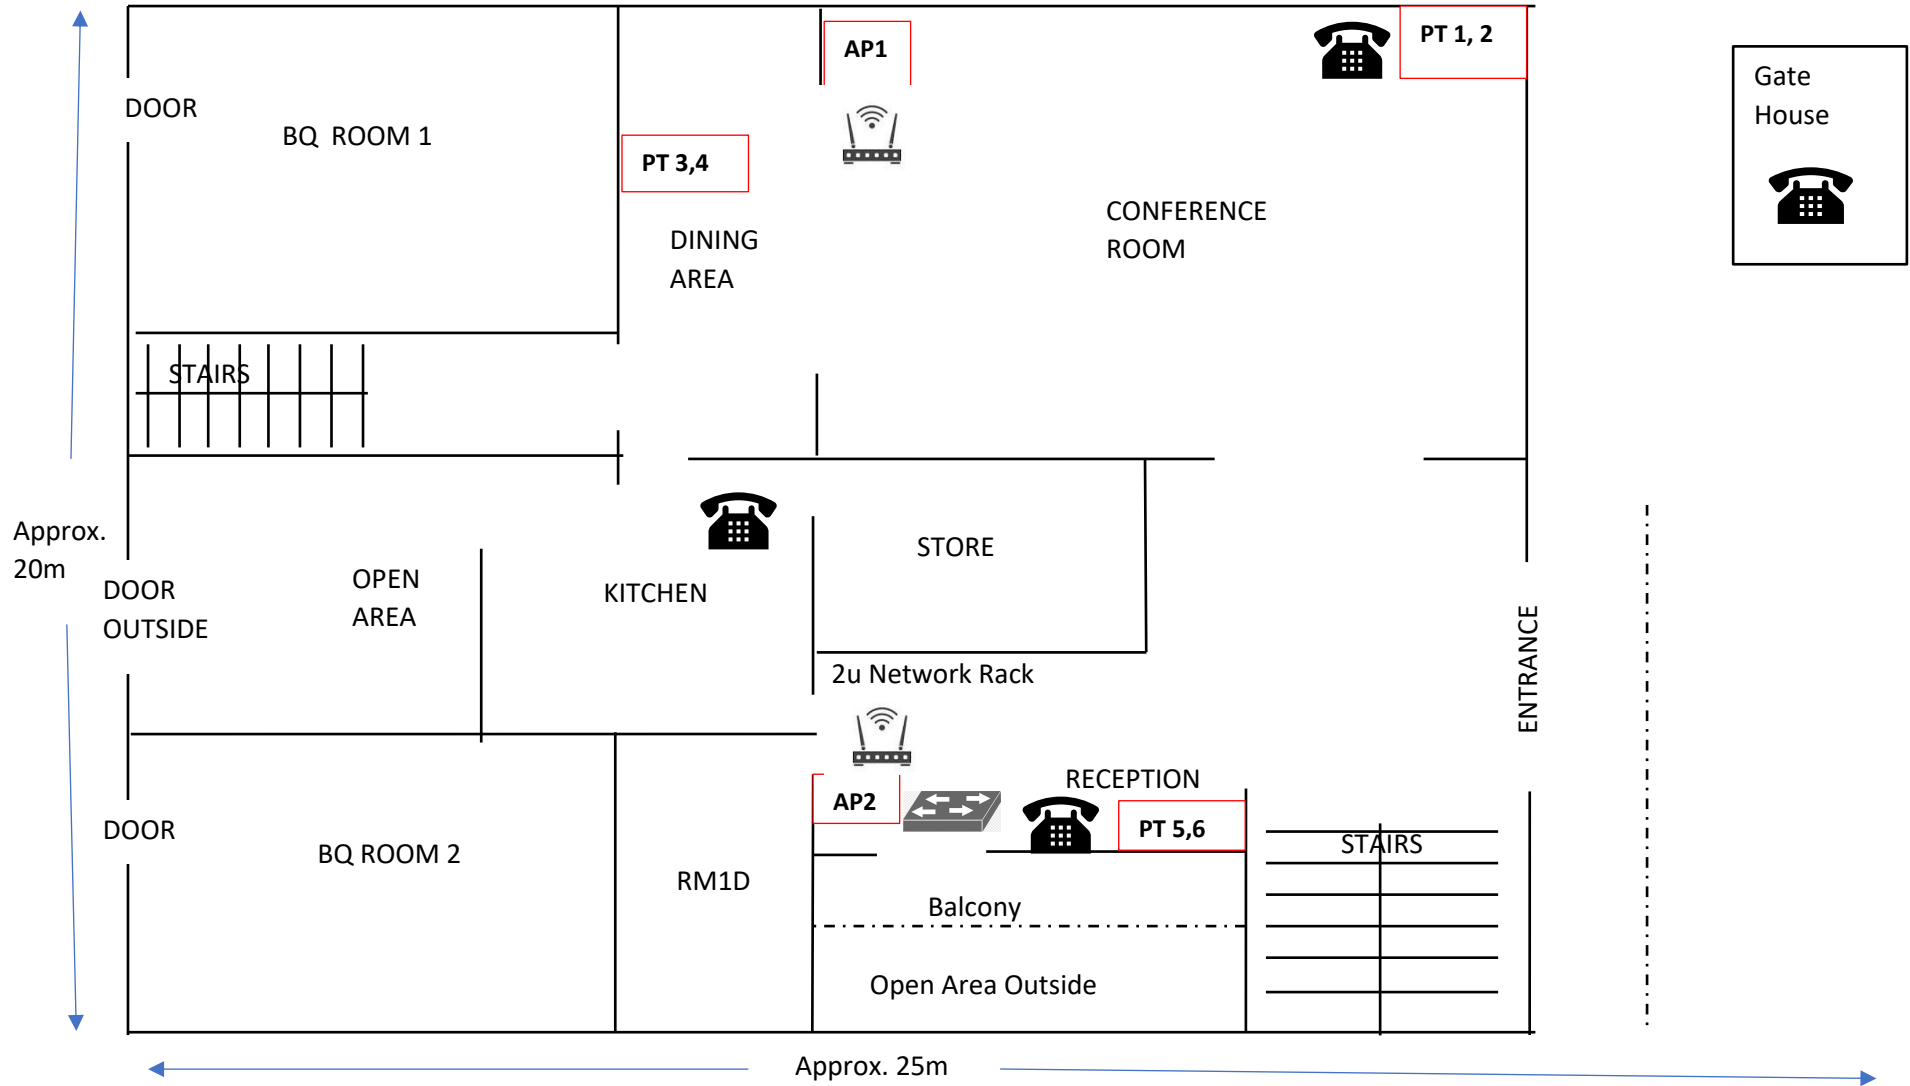 AP1
PT 1, 2
Gate
House
DOOR
BQ  ROOM 1
PT 3,4
CONFERENCE
ROOM
DINING
AREA
STAIRS
Approx.
20m
STORE
DOOR
OUTSIDE
OPEN
AREA
KITCHEN
ENTRANCE
2u Network Rack
RECEPTION
AP2
PT 5,6
DOOR
BQ ROOM 2
STAIRS
RM1D
Balcony
Open Area Outside
Approx. 25m